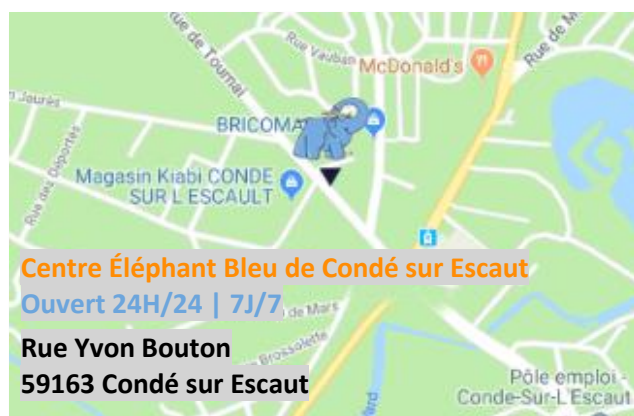 Rue Vauban
Rue de Tournai
McDonald's
Rue de M
n Jaurès
BRICOMA
Rue des Déportés
Magasin Kiabi CONDE
SUR L ESCAULT
Centre Éléphant Bleu de Condé sur Escaut
Ouvert 24H/24 | 7J/7
de Mars
Rue Yvon Bouton
Brossolette
59163 Condé sur Escaut
Pôle emploi -
Conde-Sur-L'Escaut
ard